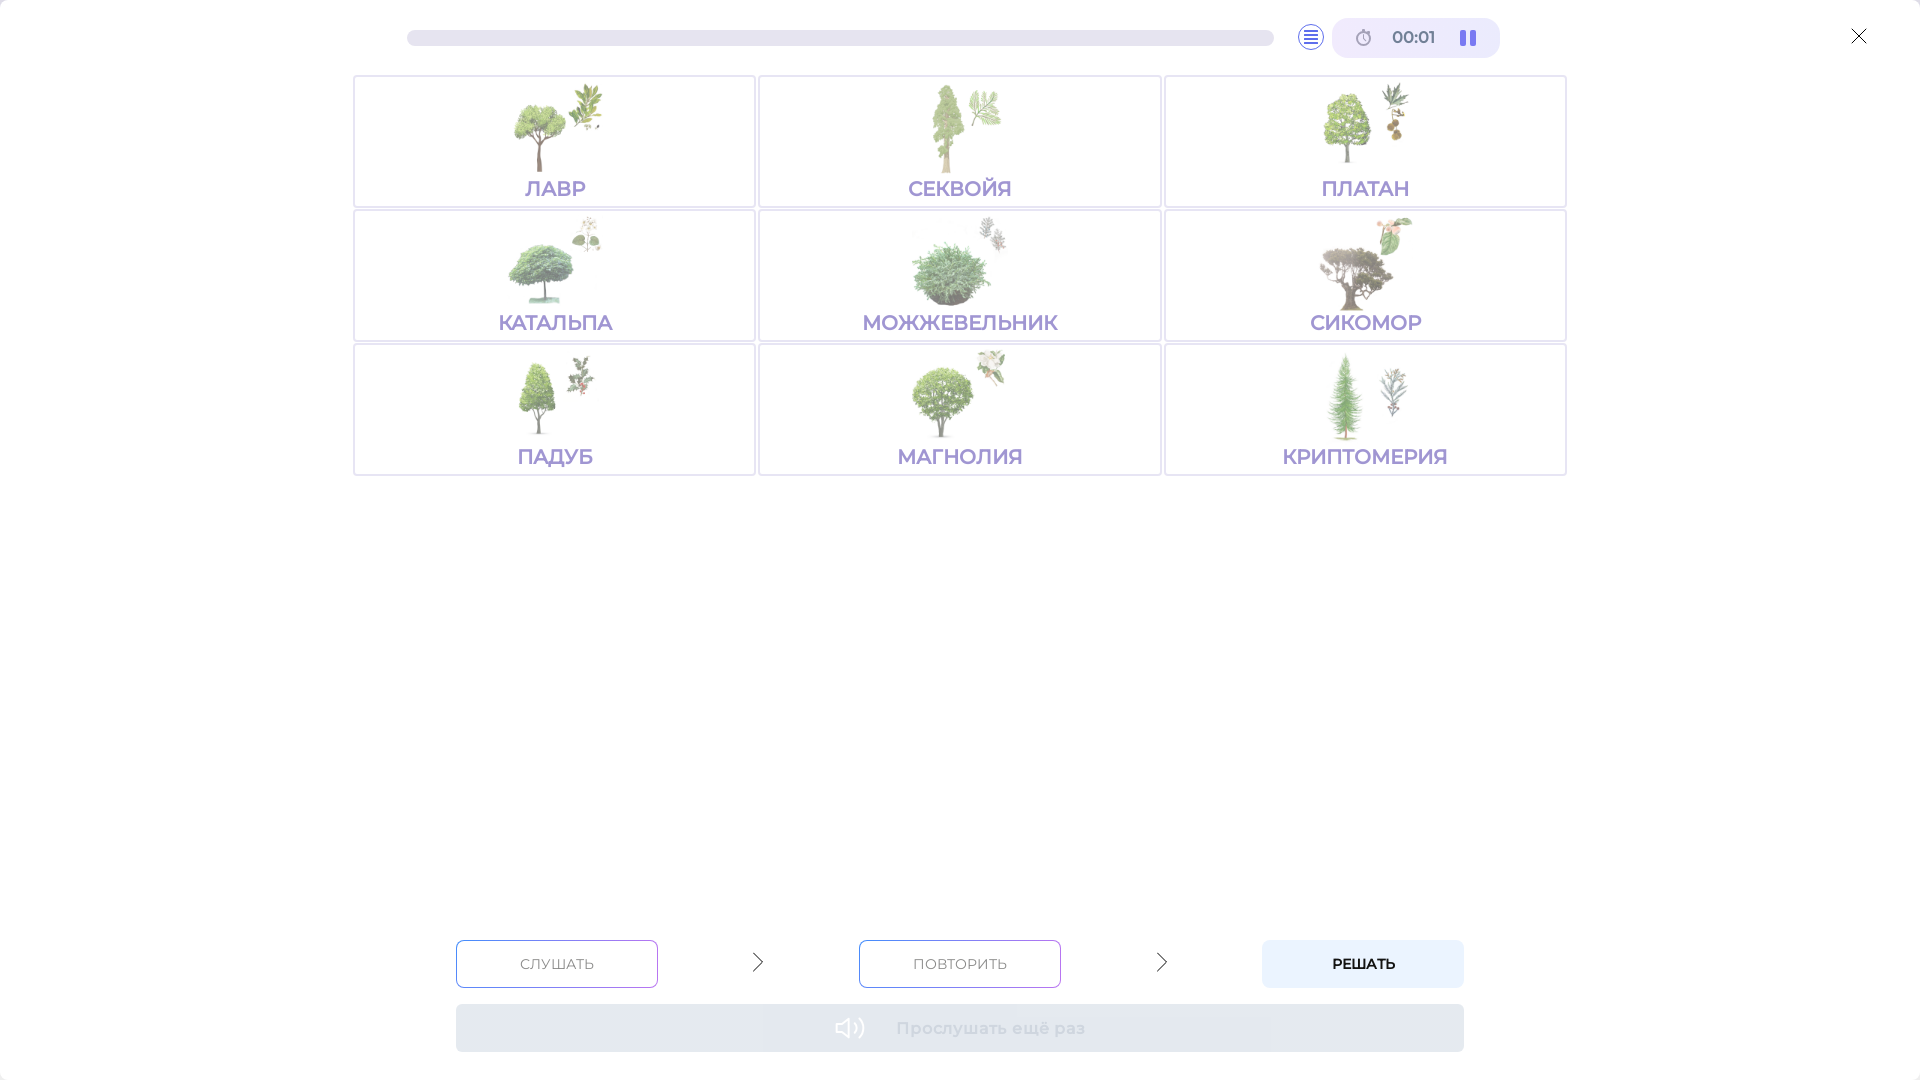 00:01
ЛАВР
СЕКВОЙЯ
ПЛАТАН
КАТАЛЬПА
МОЖЖЕВЕЛЬНИК
СИКОМОР
ПАДУБ
МАГНОЛИЯ
КРИПТОМЕРИЯ
СЛУШАТЬ
ПОВТОРИТЬ
РЕШАТЬ
Прослушать ещё раз